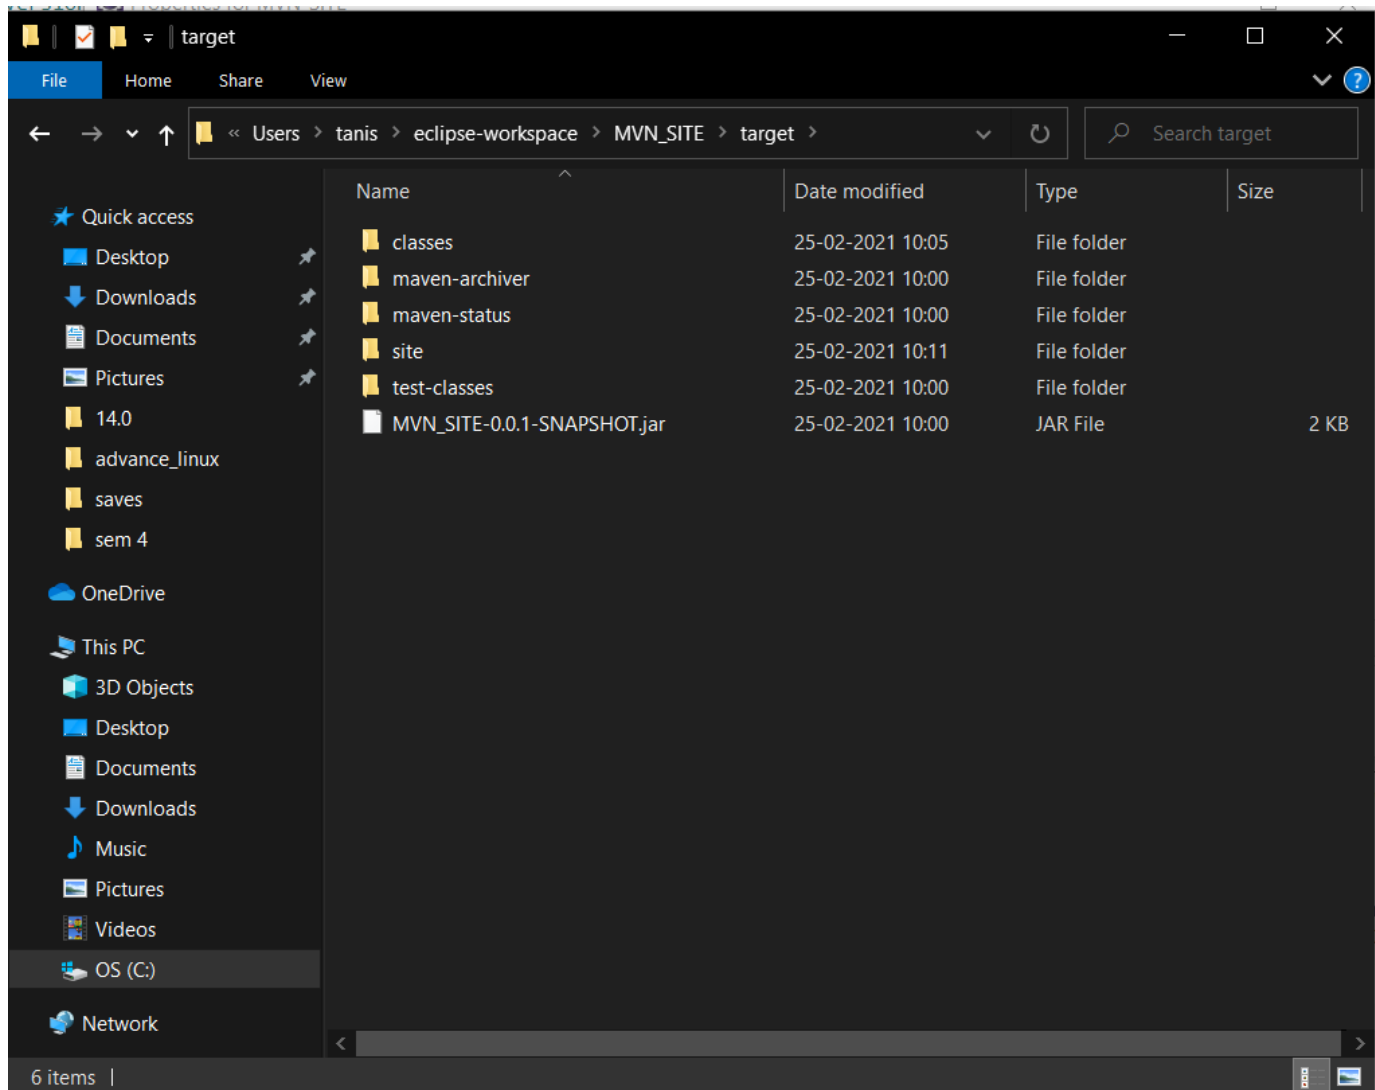 Properties for MVN-SITE
target
File Home Share View
« Users > tanis > eclipse-workspace > MVN_SITE > target >
Search target
Name Date modified Type Size
Quick access
Desktop
Downloads
Documents
Pictures
14.0
advance_linux
saves
sem 4
OneDrive
This PC
3D Objects
Desktop
Documents
Downloads
Music
Pictures
Videos
OS (C:)
Network
classes 25-02-2021 10:05 File folder
maven-archiver 25-02-2021 10:00 File folder
maven-status 25-02-2021 10:00 File folder
site 25-02-2021 10:11 File folder
test-classes 25-02-2021 10:00 File folder
MVN_SITE-0.0.1-SNAPSHOT.jar 25-02-2021 10:00 JAR File 2 KB
6 items